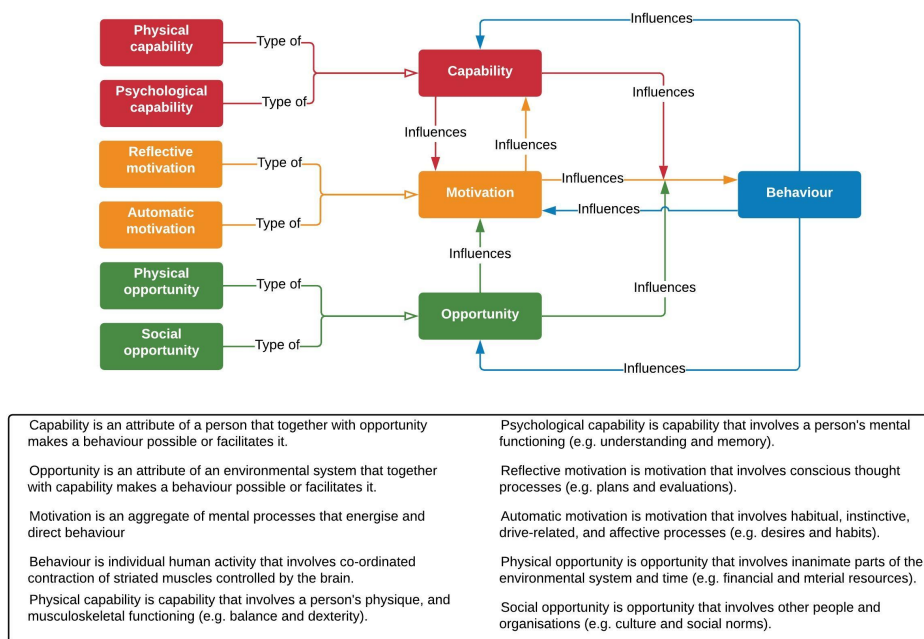 Physical
capability
Type of
Psychological
capability
Type of
Capability
Influences
Influences
Influences
Influences
Reflective
motivation
Type of
Automatic
motivation
Type of
Motivation
Influences
Influences
Behaviour
Influences
Physical
opportunity
Type of
Social
opportunity
Type of
Opportunity
Influences
Influences
Capability is an attribute of a person that together with opportunity
makes a behaviour possible or facilitates it.
Opportunity is an attribute of an environmental system that together
with capability makes a behaviour possible or facilitates it.
Motivation is an aggregate of mental processes that energise and
direct behaviour
Behaviour is individual human activity that involves co-ordinated
contraction of striated muscles controlled by the brain.
Physical capability is capability that involves a person's physique, and
musculoskeletal functioning (e.g. balance and dexterity).
Psychological capability is capability that involves a person's mental
functioning (e.g. understanding and memory).
Reflective motivation is motivation that involves conscious thought
processes (e.g. plans and evaluations).
Automatic motivation is motivation that involves habitual, instinctive,
drive-related, and affective processes (e.g. desires and habits).
Physical opportunity is opportunity that involves inanimate parts of the
environmental system and time (e.g. financial and mterial resources).
Social opportunity is opportunity that involves other people and
organisations (e.g. culture and social norms).